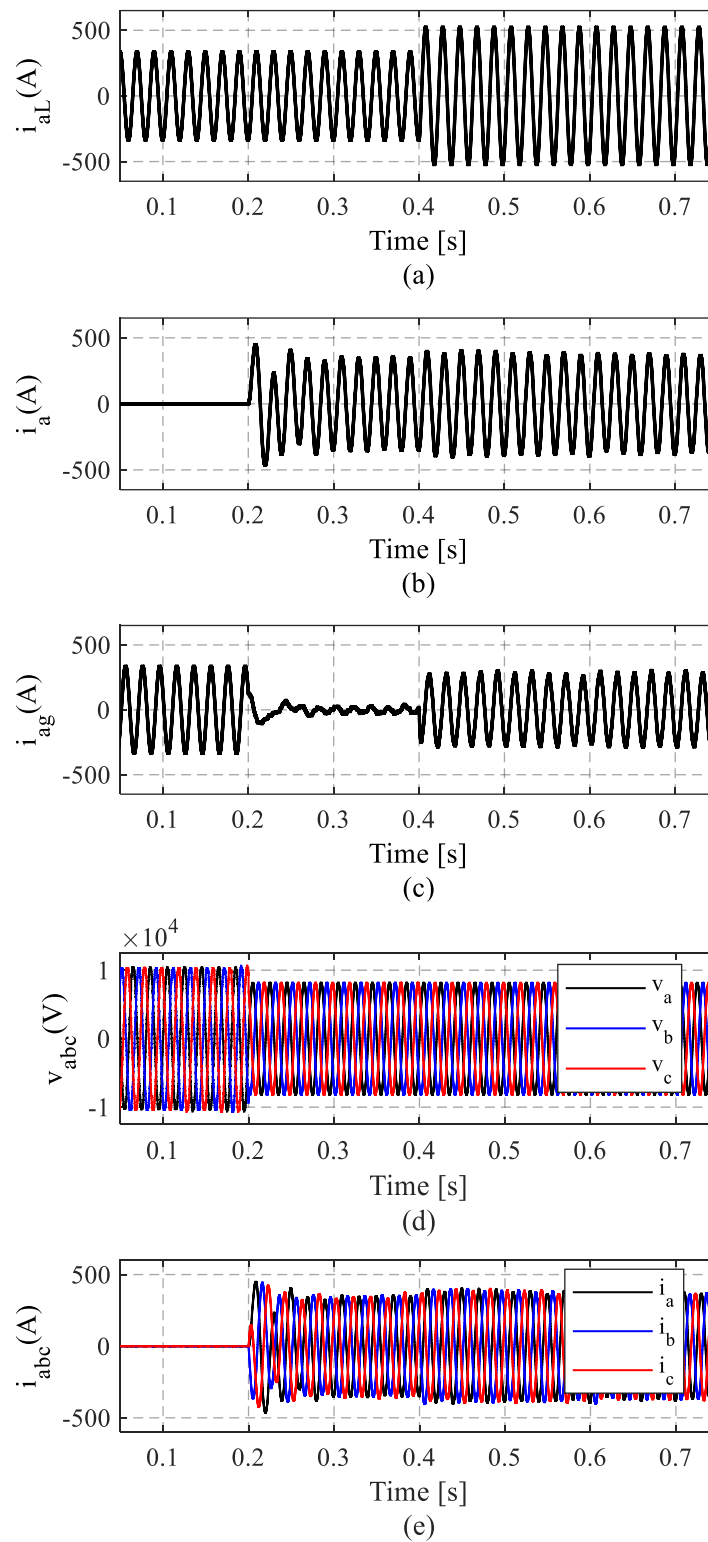 i_aL(A)
500
0
-500
0.1 0.2 0.3 0.4 0.5 0.6 0.7
Time [s]
(a)
i_a(A)
500
0
-500
0.1 0.2 0.3 0.4 0.5 0.6 0.7
Time [s]
(b)
i_ag(A)
500
0
-500
0.1 0.2 0.3 0.4 0.5 0.6 0.7
Time [s]
(c)
×10^4
v_abc(V)
1
0
-1
v_a
v_b
v_c
0.1 0.2 0.3 0.4 0.5 0.6 0.7
Time [s]
(d)
i_abc(A)
500
0
-500
i_a
i_b
i_c
0.1 0.2 0.3 0.4 0.5 0.6 0.7
Time [s]
(e)